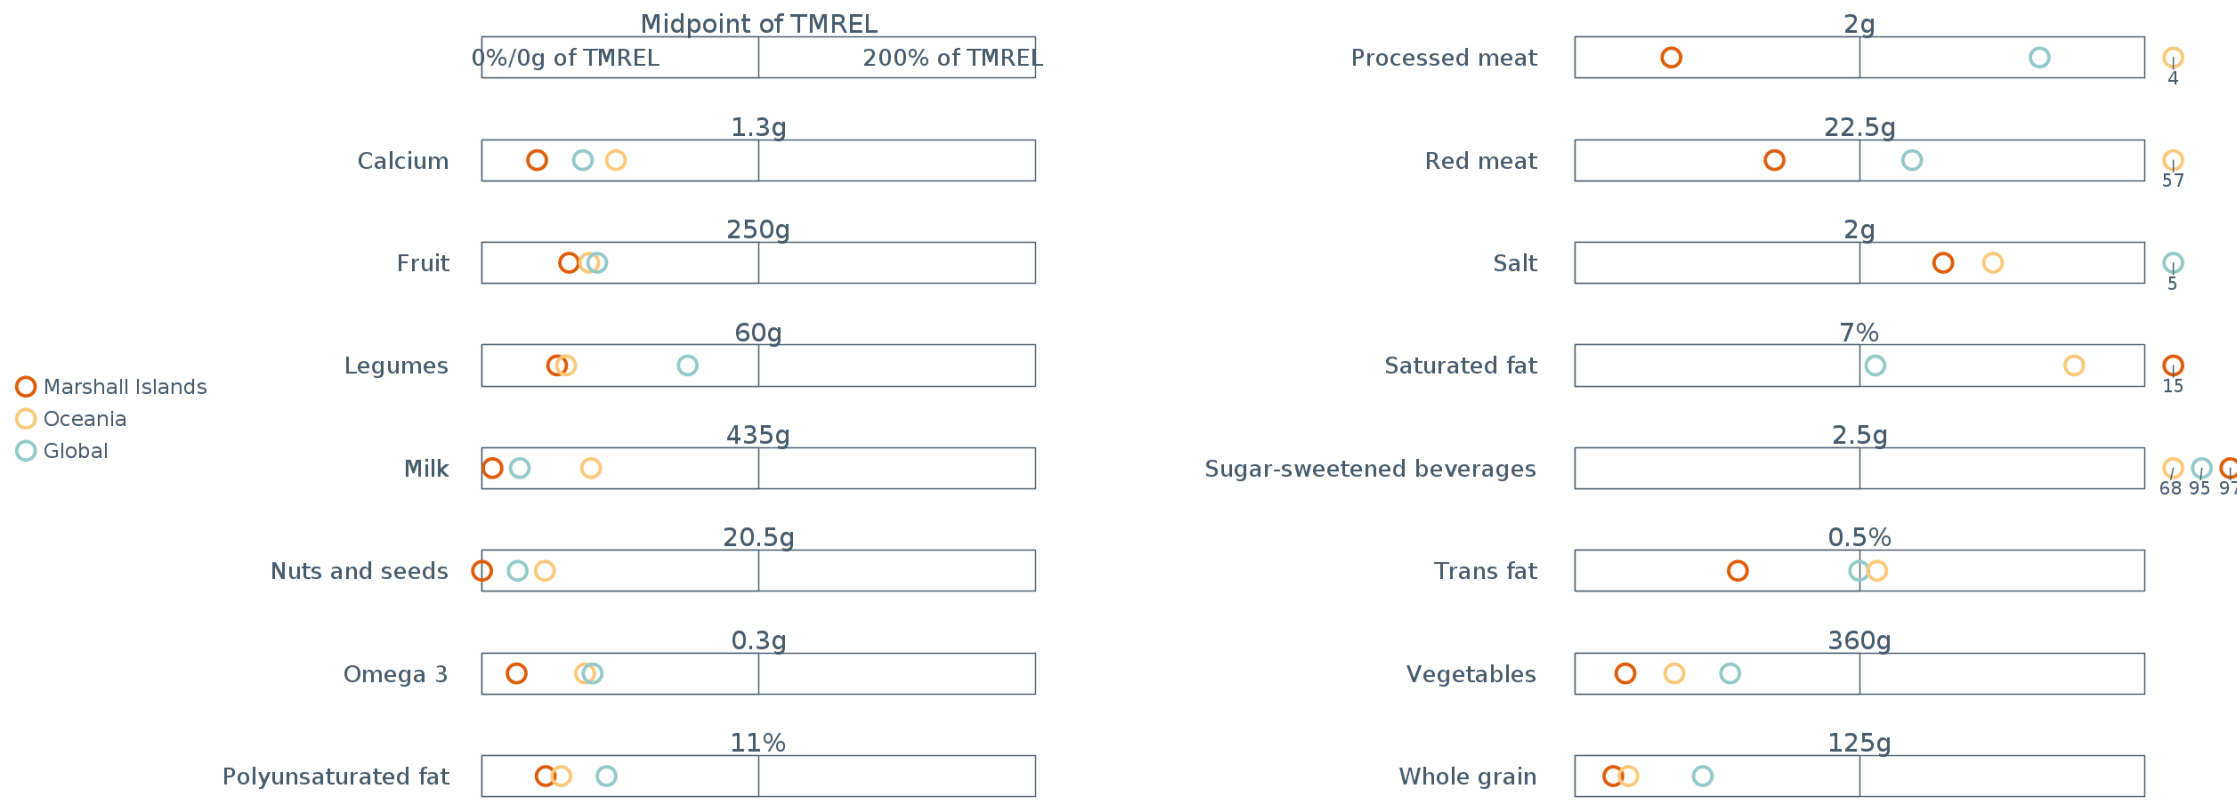 Midpoint of TMREL
0%/0g of TMREL
200% of TMREL
Calcium
1.3g
Fruit
250g
Legumes
60g
Milk
435g
Nuts and seeds
20.5g
Omega 3
0.3g
Polyunsaturated fat
11%
Marshall Islands
Oceania
Global
Processed meat
2g
4
Red meat
22.5g
57
Salt
2g
5
Saturated fat
7%
15
Sugar-sweetened beverages
2.5g
68 95 97
Trans fat
0.5%
Vegetables
360g
Whole grain
125g